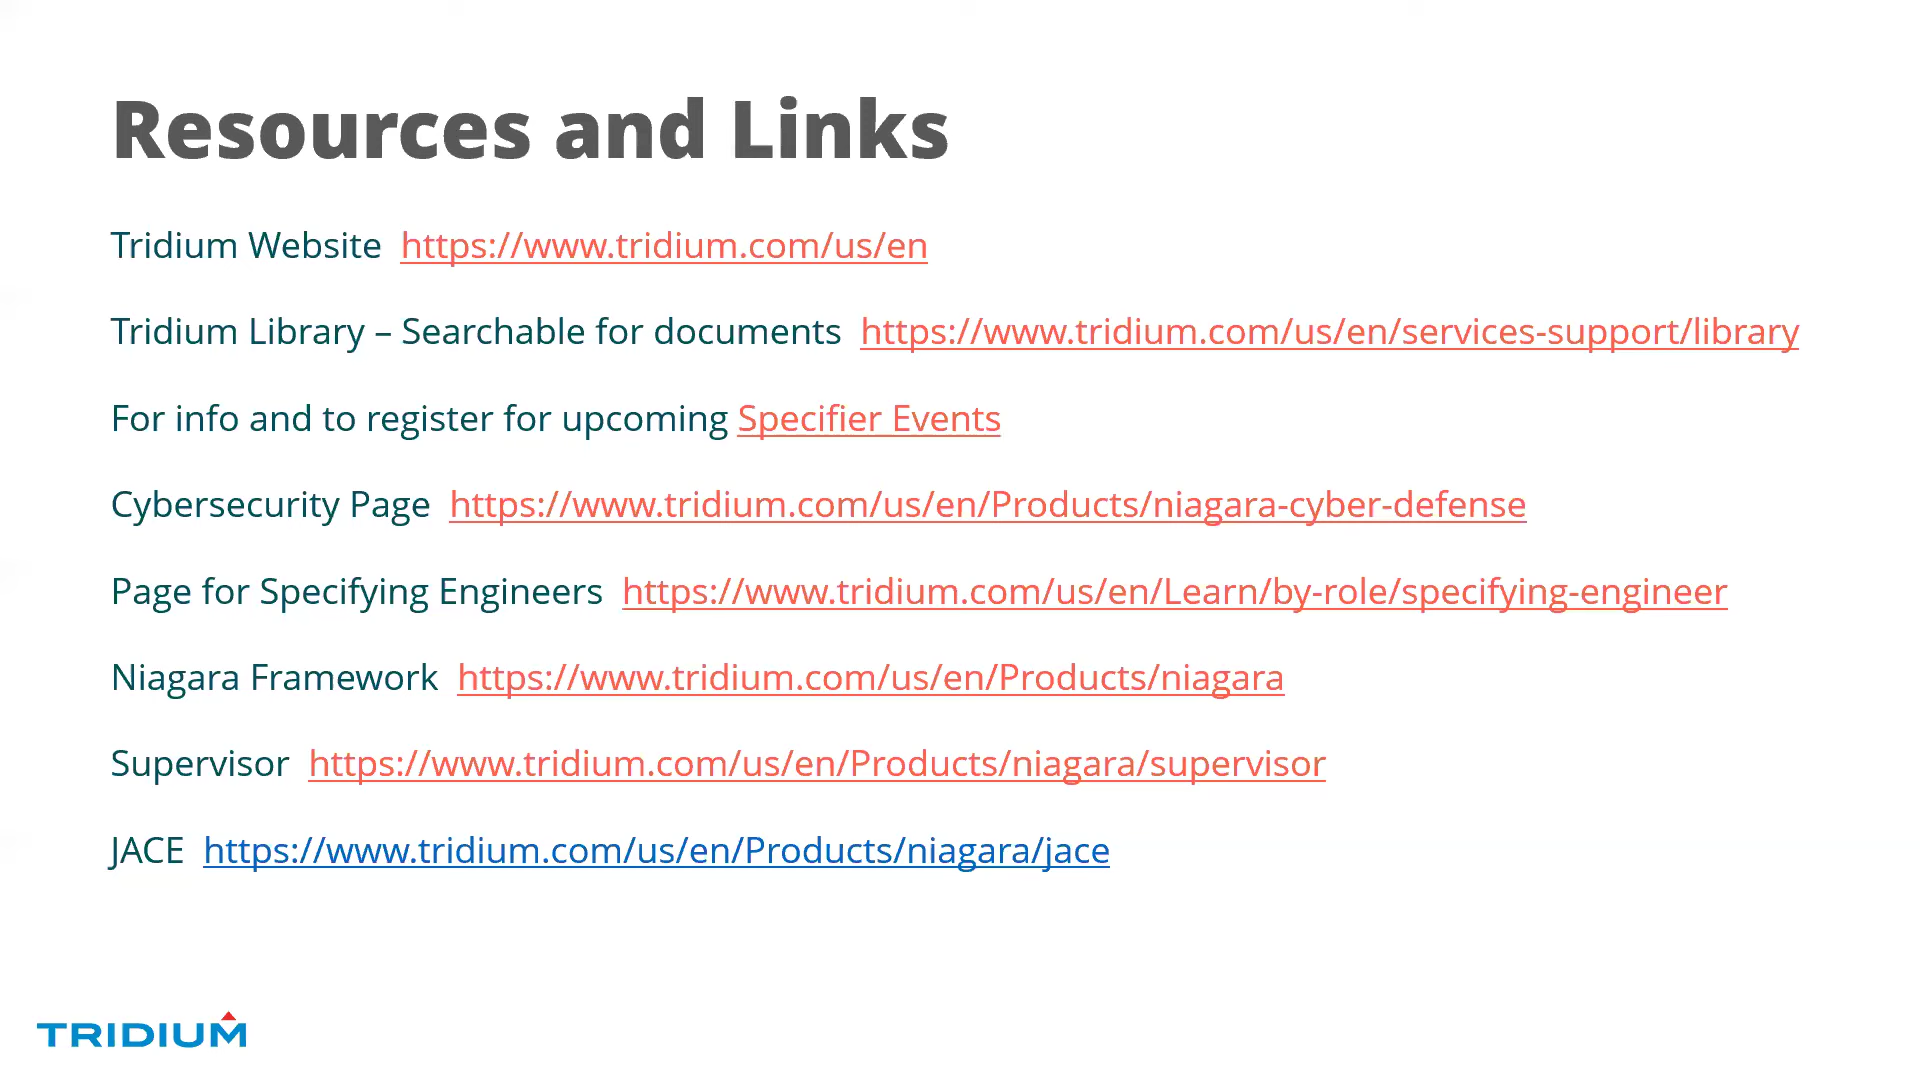 Resources and Links
Tridium Website https://www.tridium.com/us/en
Tridium Library – Searchable for documents https://www.tridium.com/us/en/services-support/library
For info and to register for upcoming Specifier Events
Cybersecurity Page https://www.tridium.com/us/en/Products/niagara-cyber-defense
Page for Specifying Engineers https://www.tridium.com/us/en/Learn/by-role/specifying-engineer
Niagara Framework https://www.tridium.com/us/en/Products/niagara
Supervisor https://www.tridium.com/us/en/Products/niagara/supervisor
JACE https://www.tridium.com/us/en/Products/niagara/jace
TRIDIUM